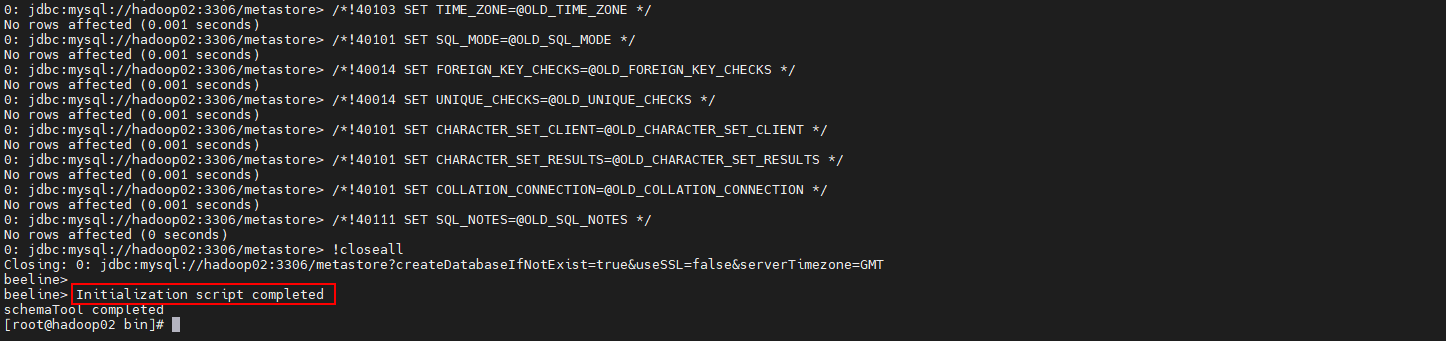 0: jdbc:mysql://hadoop02:3306/metastore> /*!40103 SET TIME_ZONE=@OLD_TIME_ZONE */
No rows affected (0.001 seconds)
0: jdbc:mysql://hadoop02:3306/metastore> /*!40101 SET SQL_MODE=@OLD_SQL_MODE */
No rows affected (0.001 seconds)
0: jdbc:mysql://hadoop02:3306/metastore> /*!40014 SET FOREIGN_KEY_CHECKS=@OLD_FOREIGN_KEY_CHECKS */
No rows affected (0.001 seconds)
0: jdbc:mysql://hadoop02:3306/metastore> /*!40014 SET UNIQUE_CHECKS=@OLD_UNIQUE_CHECKS */
No rows affected (0.001 seconds)
0: jdbc:mysql://hadoop02:3306/metastore> /*!40101 SET CHARACTER_SET_CLIENT=@OLD_CHARACTER_SET_CLIENT */
No rows affected (0.001 seconds)
0: jdbc:mysql://hadoop02:3306/metastore> /*!40101 SET CHARACTER_SET_RESULTS=@OLD_CHARACTER_SET_RESULTS */
No rows affected (0.001 seconds)
0: jdbc:mysql://hadoop02:3306/metastore> /*!40101 SET COLLATION_CONNECTION=@OLD_COLLATION_CONNECTION */
No rows affected (0.001 seconds)
0: jdbc:mysql://hadoop02:3306/metastore> /*!40111 SET SQL_NOTES=@OLD_SQL_NOTES */
No rows affected (0 seconds)
0: jdbc:mysql://hadoop02:3306/metastore> !closeall
Closing: 0: jdbc:mysql://hadoop02:3306/metastore?createDatabaseIfNotExist=true&useSSL=false&serverTimezone=GMT
beeline>
beeline> Initialization script completed
schemaTool completed
[root@hadoop02 bin]#